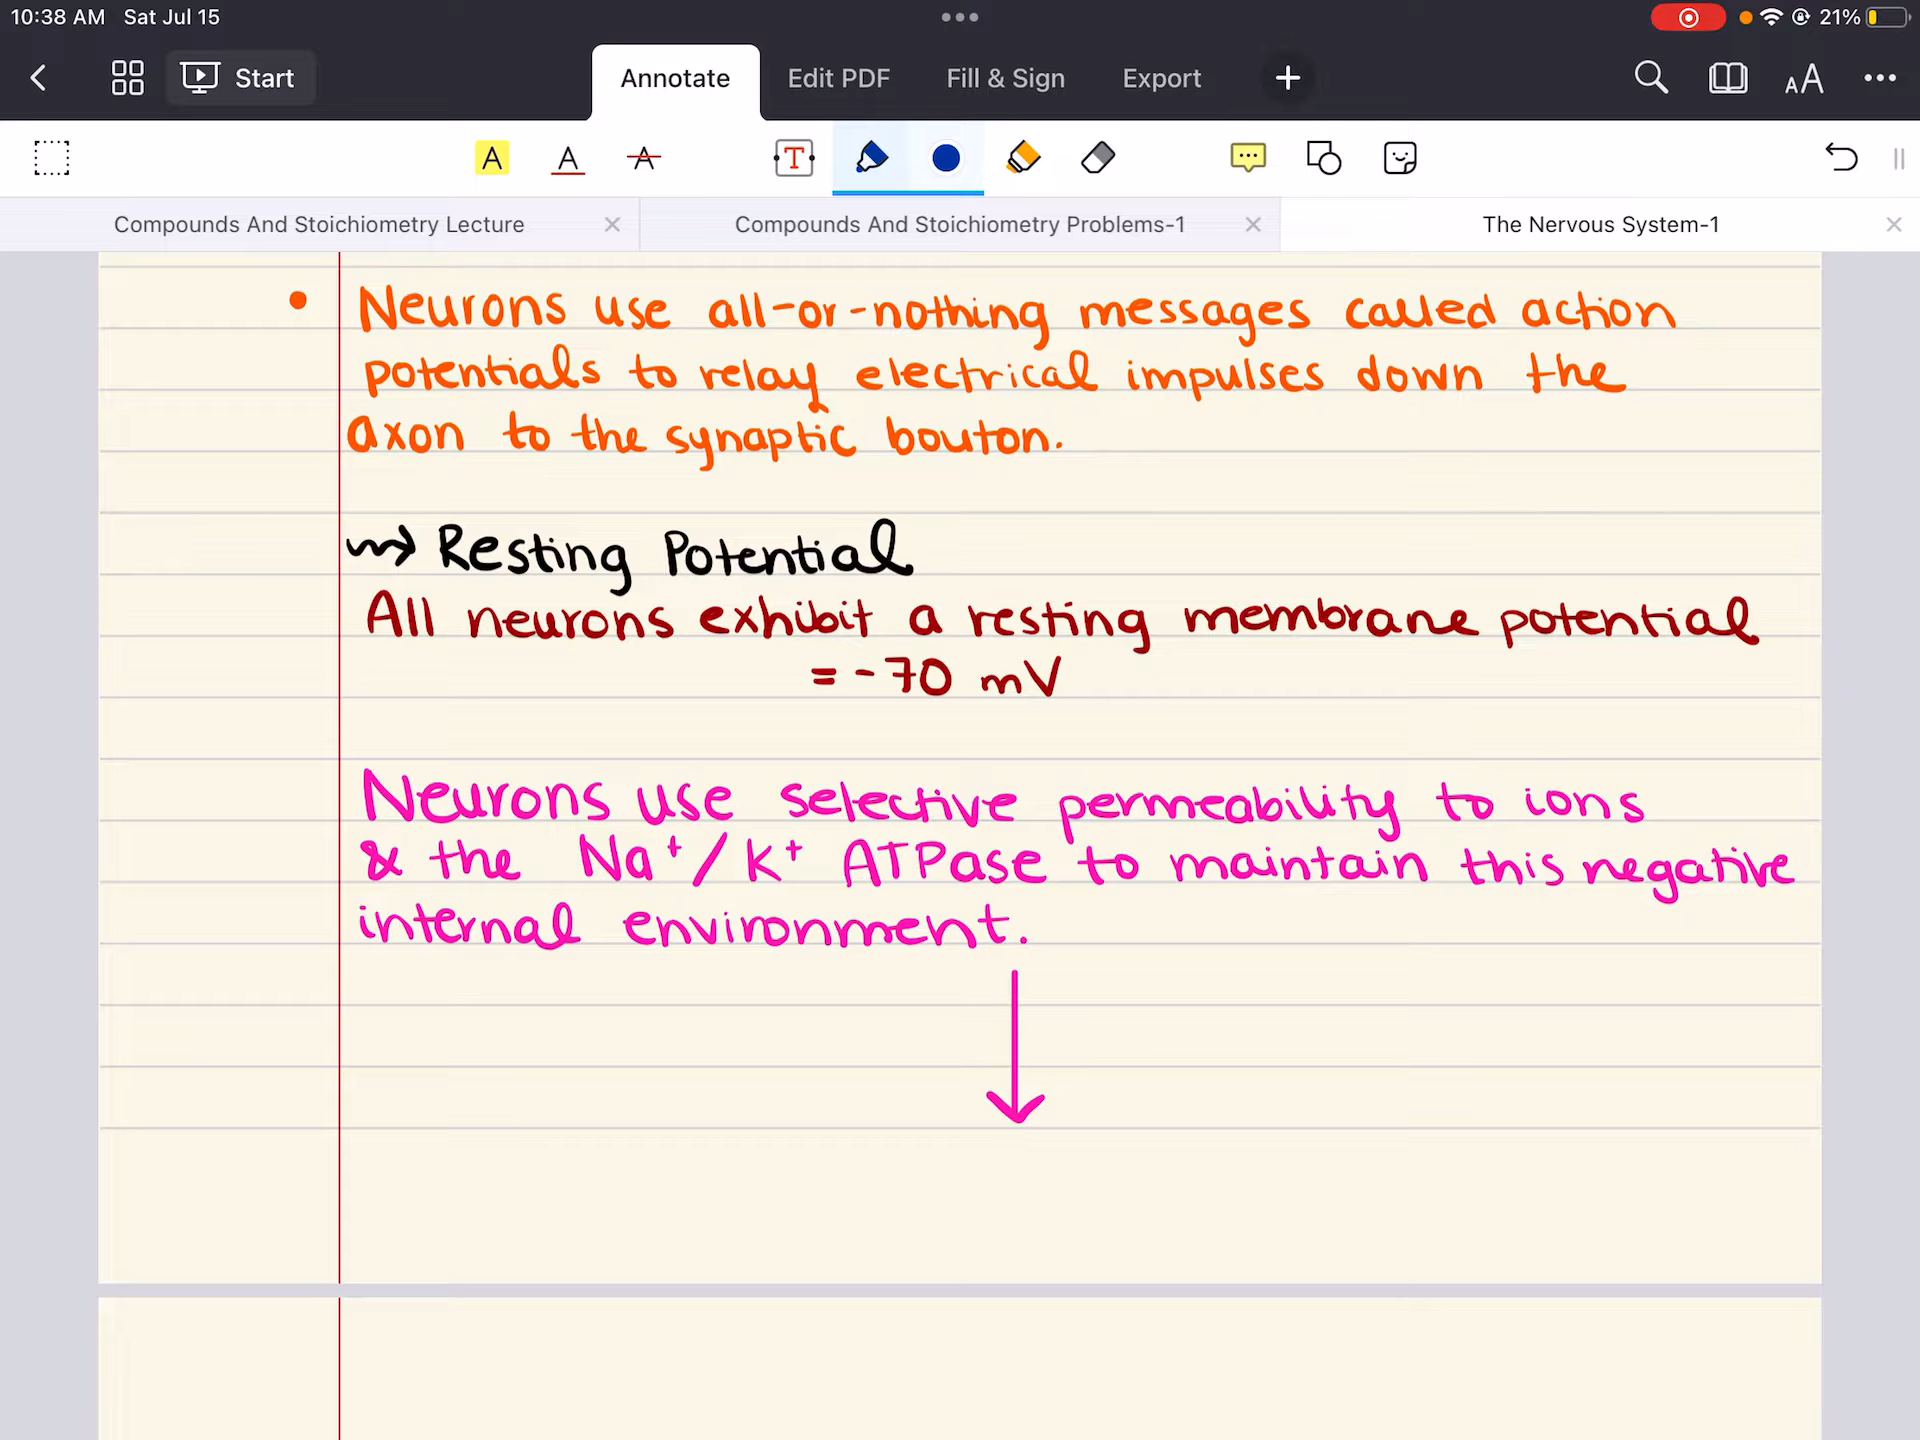 10:38 AM Sat Jul 15
21%
Start
Annotate
Edit PDF
Fill & Sign
Export
Compounds And Stoichiometry Lecture
Compounds And Stoichiometry Problems-1
The Nervous System-1
• Neurons use all-or-nothing messages called action
potentials to relay electrical impulses down the
axon to the synaptic bouton.
Resting Potential
All neurons exhibit a resting membrane potential
= -70 mV
Neurons use selective permeability to ions
& the Na⁺/K⁺ ATPase to maintain this negative
internal environment.